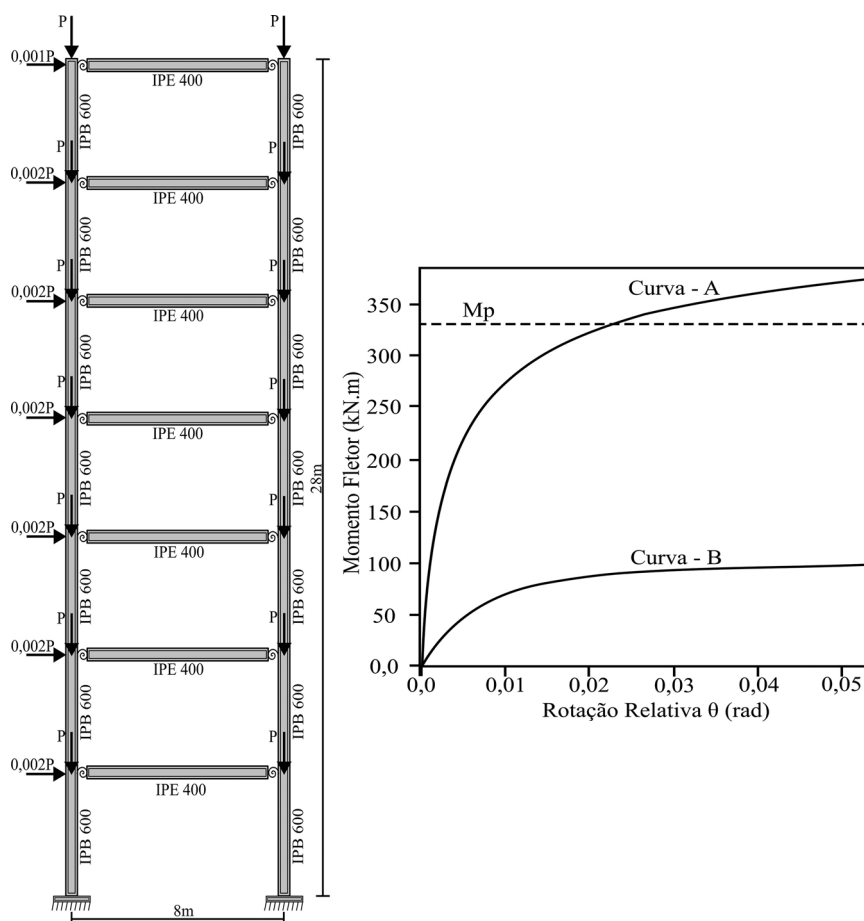 P
P
0,001P
IPE 400
IPB 600
IPB 600
P
P
0,002P
IPE 400
IPB 600
IPB 600
P
P
0,002P
IPE 400
IPB 600
IPB 600
P
P
0,002P
IPE 400
IPB 600
IPB 600
P
P
0,002P
IPE 400
IPB 600
IPB 600
P
P
0,002P
IPE 400
IPB 600
IPB 600
P
P
0,002P
IPE 400
IPB 600
IPB 600
28m
8m
Momento Fletor (kN.m)
350
350
250
200
150
100
50
0,0
Curva - A
Mp
Curva - B
0,0
0,01
0,02
0,03
0,04
0,05
Rotação Relativa θ (rad)